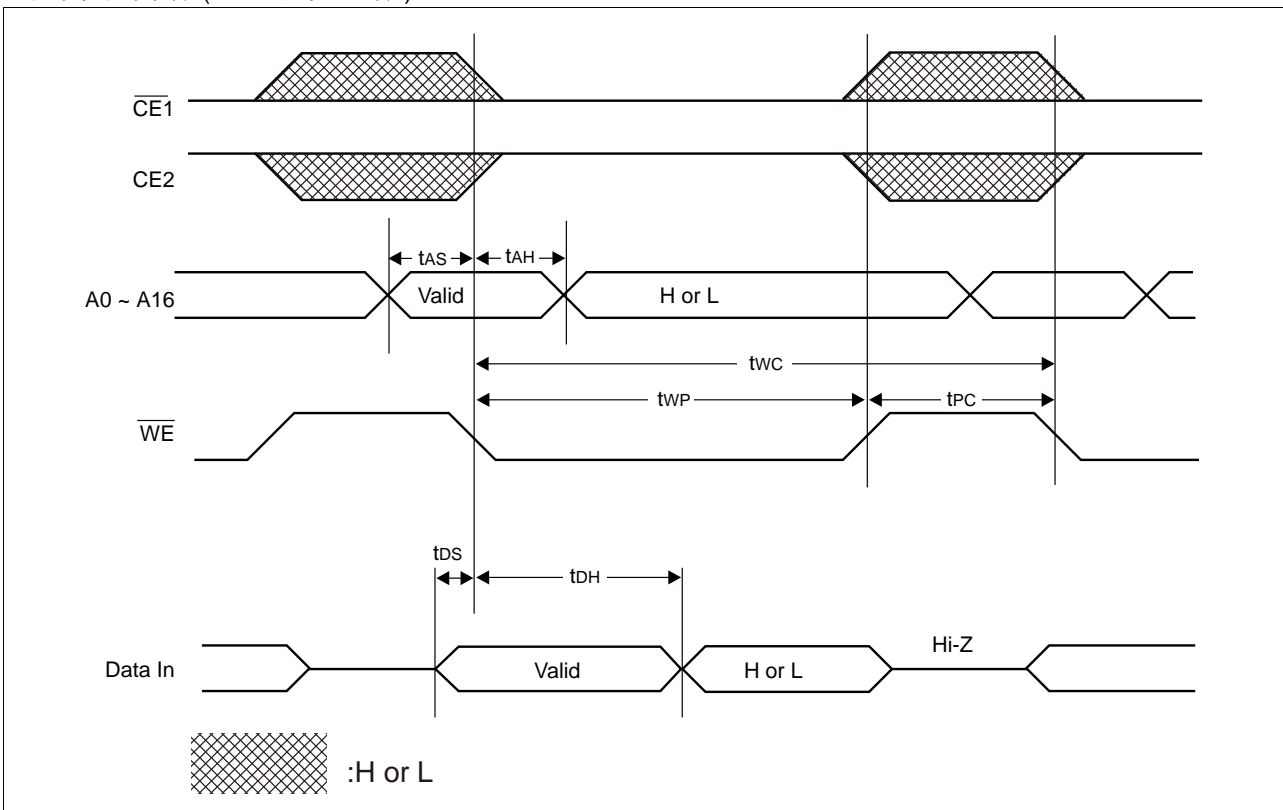 CE1
CE2
tAS
tAH
A0 ~ A16
Valid
H or L
tWC
tWP
tPC
WE
tDS
tDH
Hi-Z
Data In
Valid
H or L
:H or L